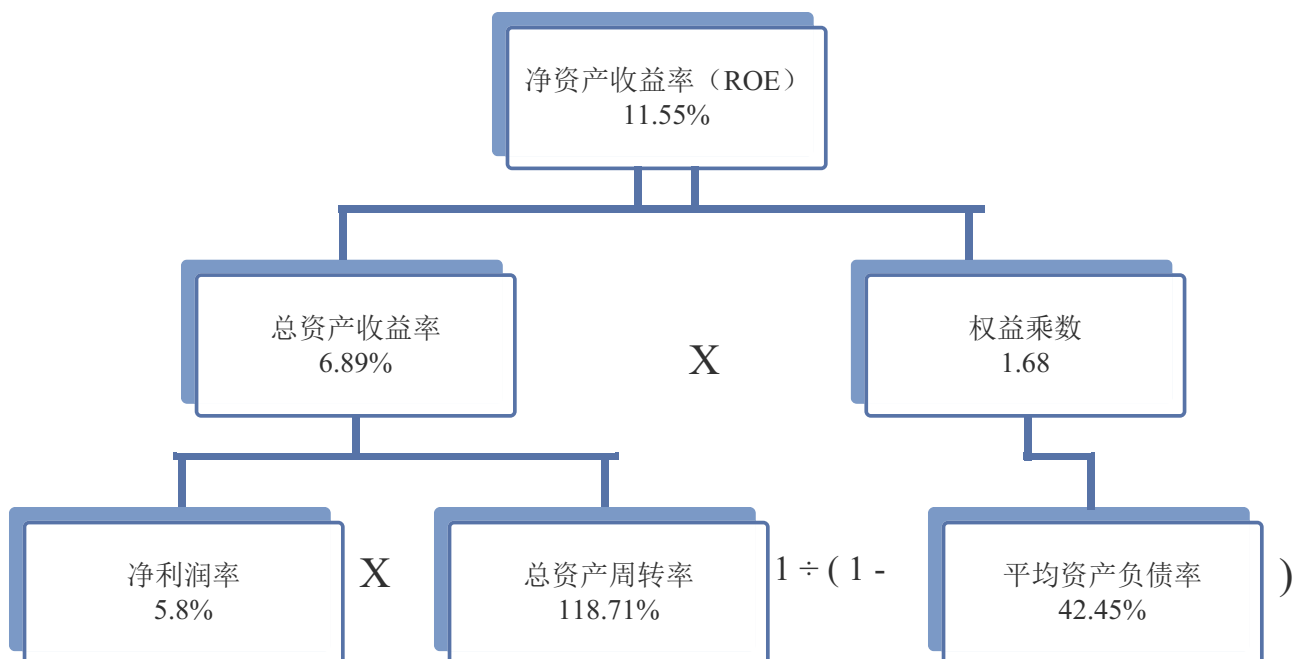 净资产收益率（ROE）
11.55%
总资产收益率
6.89%
X
权益乘数
1.68
净利润率
5.8%
X
总资产周转率
118.71%
1 ÷ ( 1 -
平均资产负债率
42.45%
)